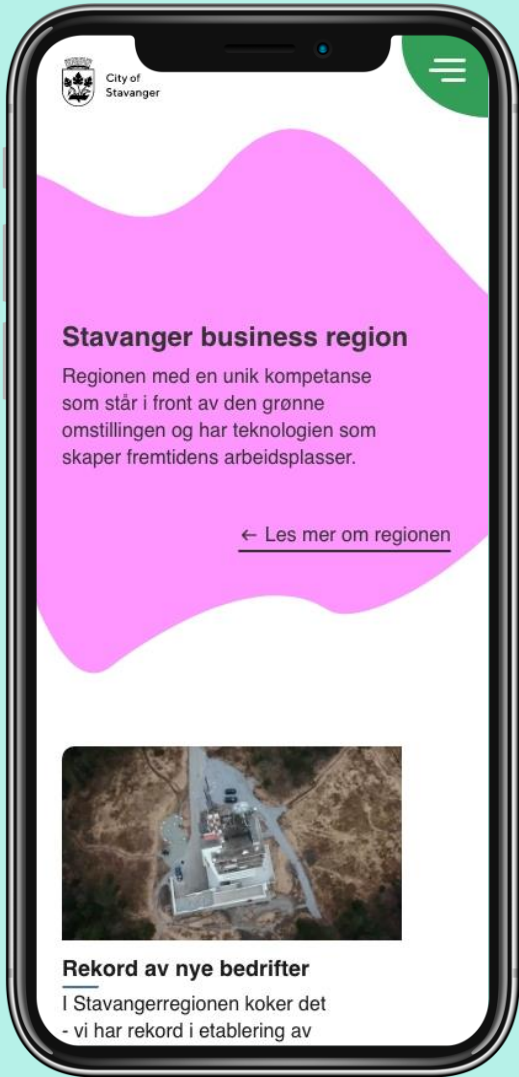 City of
Stavanger
Stavanger business region
Regionen med en unik kompetanse
som står i front av den grønne
omstillingen og har teknologien som
skaper fremtidens arbeidsplasser.
← Les mer om regionen
Rekord av nye bedrifter
I Stavangerregionen koker det
- vi har rekord i etablering av